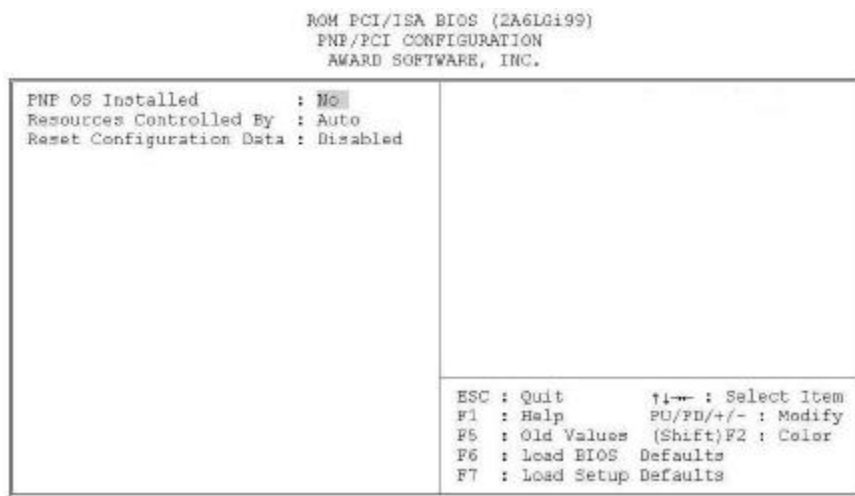 ROM PCI/ISA BIOS (2A6LGi99)
PNP/PCI CONFIGURATION
AWARD SOFTWARE, INC.
PNP OS Installed : No
Resources Controlled By : Auto
Reset Configuration Data : Disabled
ESC : Quit ↑↓→← : Select Item
F1 : Help PU/PD/+/- : Modify
F5 : Old Values (Shift)F2 : Color
F6 : Load BIOS Defaults
F7 : Load Setup Defaults